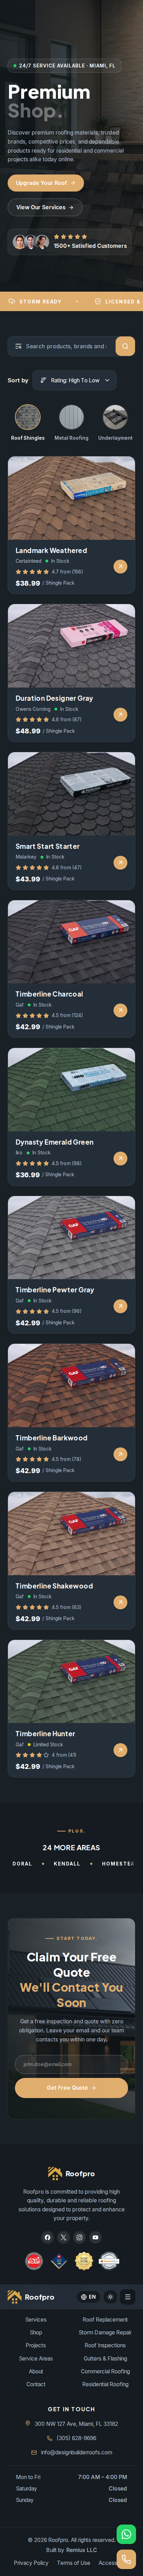 24/7 SERVICE AVAILABLE · MIAMI, FL
Premium
Shop.
Discover premium roofing materials, trusted
brands, competitive prices, and dependable
products ready for residential and commercial
projects alike today online.
Upgrade Your Roof →
View Our Services →
1500+ Satisfied Customers
STORM READY • LICENSED &
Search products, brands and
Sort by Rating: High To Low
Roof Shingles Metal Roofing Underlayment
Landmark Weathered
Certainteed • In Stock
4.7 from (156)
$38.99 / Shingle Pack
Duration Designer Gray
Owens Corning • In Stock
4.6 from (87)
$48.99 / Shingle Pack
Smart Start Starter
Malarkey • In Stock
4.6 from (47)
$43.99 / Shingle Pack
Timberline Charcoal
Gaf • In Stock
4.5 from (124)
$42.99 / Shingle Pack
Dynasty Emerald Green
Iko • In Stock
4.5 from (98)
$36.99 / Shingle Pack
Timberline Pewter Gray
Gaf • In Stock
4.5 from (96)
$42.99 / Shingle Pack
Timberline Barkwood
Gaf • In Stock
4.5 from (78)
$42.99 / Shingle Pack
Timberline Shakewood
Gaf • In Stock
4.5 from (63)
$42.99 / Shingle Pack
Timberline Hunter
Gaf • Limited Stock
4 from (41)
$42.99 / Shingle Pack
PLUS.
24 MORE AREAS
DORAL • KENDALL • HOMESTEA
START TODAY.
Claim Your Free
Quote
We'll Contact You
Soon
Get a free inspection and quote with zero
obligation. Leave your email and our team
contacts you within one day.
john.doe@email.com
Get Free Quote →
Roofpro
Roofpro is committed to providing high
quality, durable and reliable roofing
solutions designed to protect and enhance
your property.
Roofpro EN
Services Roof Replacement
Shop Storm Damage Repair
Projects Roof Inspections
Service Areas Gutters & Flashing
About Commercial Roofing
Contact Residential Roofing
GET IN TOUCH
300 NW 127 Ave, Miami, FL 33182
(305) 628-9696
info@designbuilderroofs.com
Mon to Fri 7:00 AM – 4:00 PM
Saturday Closed
Sunday Closed
© 2026 Roofpro. All rights reserved.
Built by Remius LLC
Privacy Policy Terms of Use Access